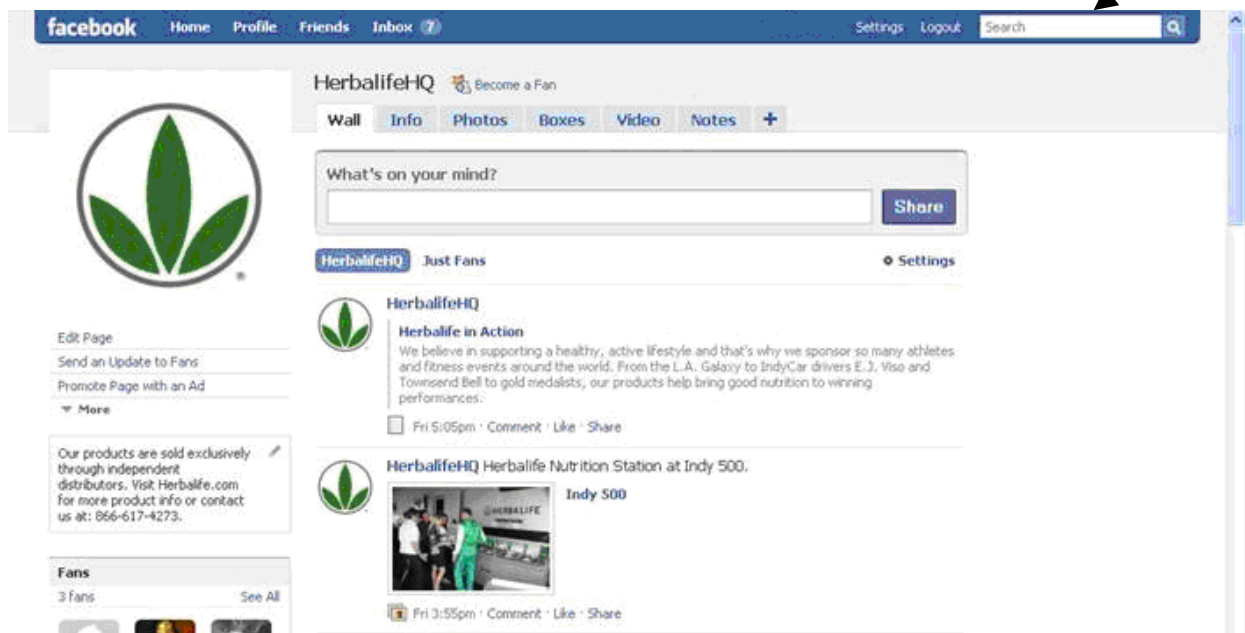 facebook Home Profile Friends Inbox 7 Settings Logout Search
HerbalifeHQ Become a Fan
Wall Info Photos Boxes Video Notes +
What's on your mind?
Share
HerbalifeHQ Just Fans Settings
HerbalifeHQ
Herbalife in Action
We believe in supporting a healthy, active lifestyle and that's why we sponsor so many athletes
and fitness events around the world. From the L.A. Galaxy to IndyCar drivers E.J. Viso and
Townsend Bell to gold medalists, our products help bring good nutrition to winning
performances.
Fri 5:05pm · Comment · Like · Share
HerbalifeHQ Herbalife Nutrition Station at Indy 500.
HERBALIFE
Indy 500
Fri 3:55pm · Comment · Like · Share
®
Edit Page
Send an Update to Fans
Promote Page with an Ad
More
Our products are sold exclusively
through independent
distributors. Visit Herbalife.com
for more product info or contact
us at: 866-617-4273.
Fans
3 fans See All